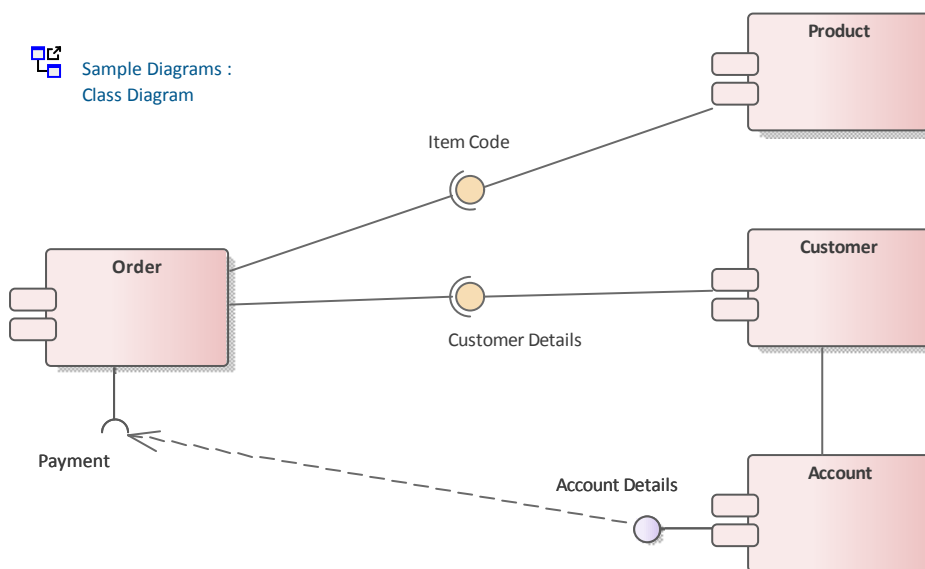 Product
Sample Diagrams :
Class Diagram
Item Code
Customer
Order
Customer Details
Payment
Account
Account Details